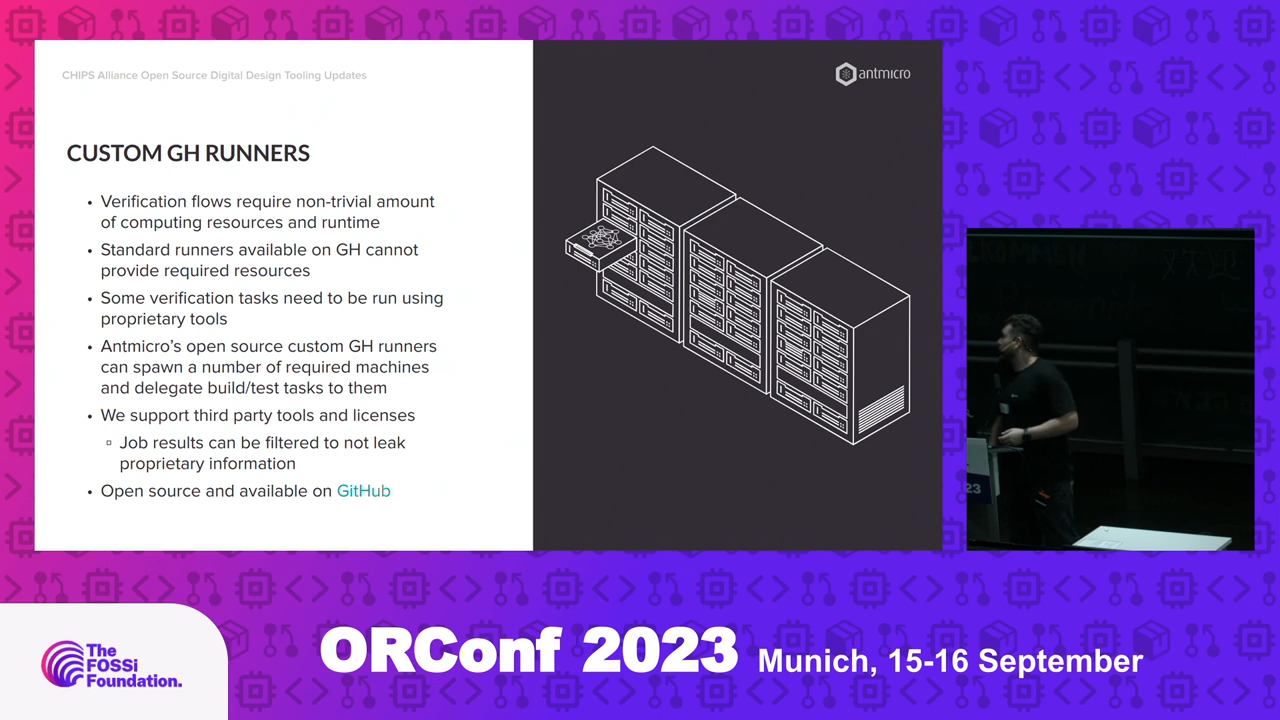 CHIPS Alliance Open Source Digital Design Tooling Updates
antmicro
CUSTOM GH RUNNERS
• Verification flows require non-trivial amount
of computing resources and runtime
• Standard runners available on GH cannot
provide required resources
• Some verification tasks need to be run using
proprietary tools
• Antmicro’s open source custom GH runners
can spawn a number of required machines
and delegate build/test tasks to them
• We support third party tools and licenses
▫ Job results can be filtered to not leak
proprietary information
• Open source and available on GitHub
23
The
FOSSi
Foundation.
ORConf 2023 Munich, 15-16 September